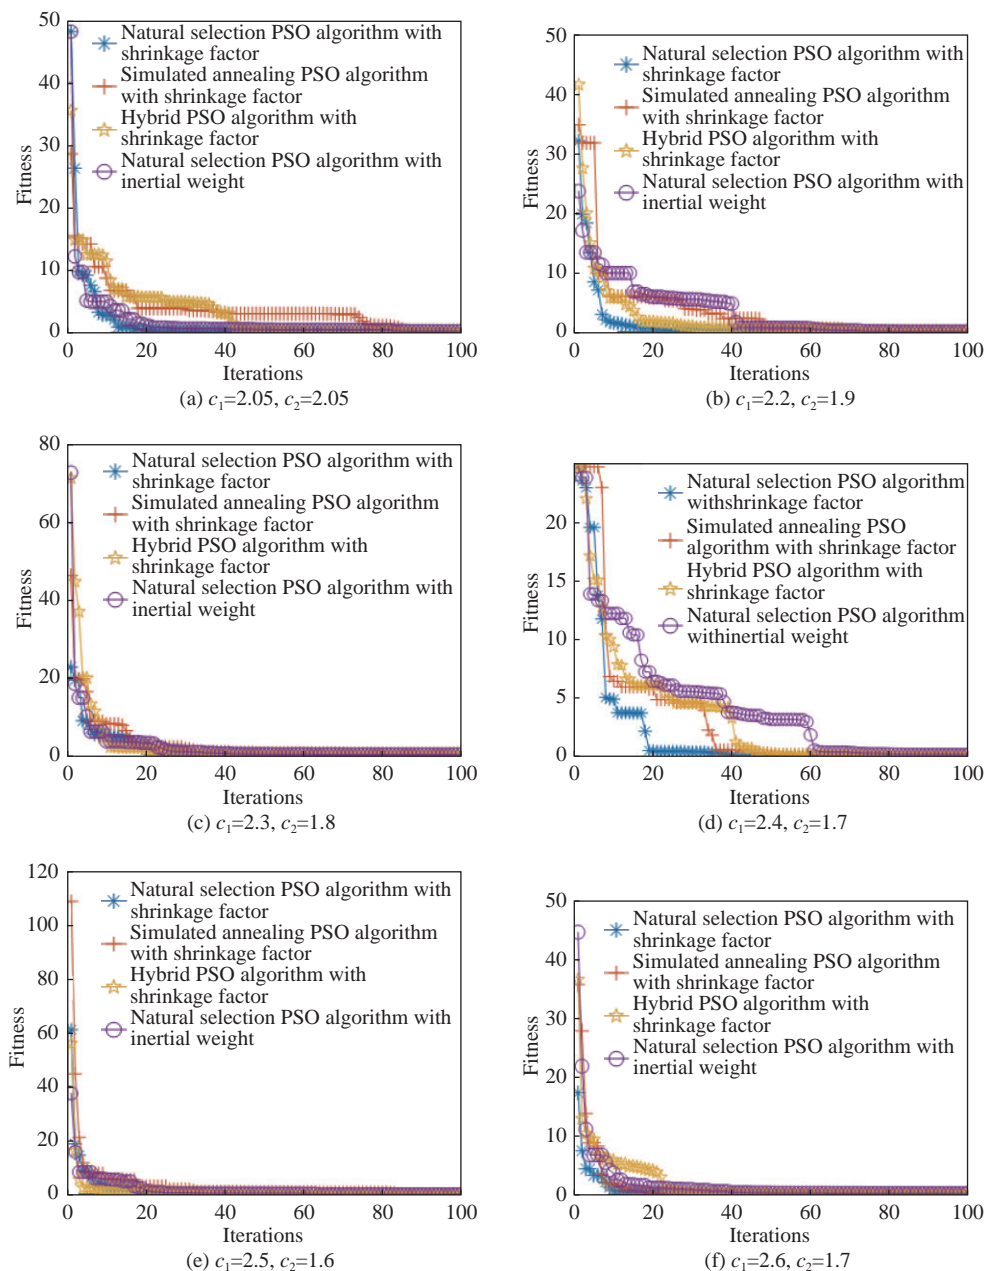 50
40
30
20
10
0
0
20
40
60
80
100
Fitness
Iterations
Natural selection PSO algorithm with
shrinkage factor
Simulated annealing PSO algorithm
with shrinkage factor
Hybrid PSO algorithm with
shrinkage factor
Natural selection PSO algorithm with
inertial weight
(a) c₁=2.05, c₂=2.05
50
40
30
20
10
0
0
20
40
60
80
100
Fitness
Iterations
Natural selection PSO algorithm with
shrinkage factor
Simulated annealing PSO algorithm
with shrinkage factor
Hybrid PSO algorithm with
shrinkage factor
Natural selection PSO algorithm with
inertial weight
(b) c₁=2.2, c₂=1.9
80
60
40
20
0
0
20
40
60
80
100
Fitness
Iterations
Natural selection PSO algorithm with
shrinkage factor
Simulated annealing PSO algorithm
with shrinkage factor
Hybrid PSO algorithm with
shrinkage factor
Natural selection PSO algorithm with
inertial weight
(c) c₁=2.3, c₂=1.8
20
15
10
5
0
0
20
40
60
80
100
Fitness
Iterations
Natural selection PSO algorithm
withshrinkage factor
Simulated annealing PSO
algorithm with shrinkage factor
Hybrid PSO algorithm with
shrinkage factor
Natural selection PSO algorithm
withinertial weight
(d) c₁=2.4, c₂=1.7
120
100
80
60
40
20
0
0
20
40
60
80
100
Fitness
Iterations
Natural selection PSO algorithm with
shrinkage factor
Simulated annealing PSO algorithm
with shrinkage factor
Hybrid PSO algorithm with
shrinkage factor
Natural selection PSO algorithm with
inertial weight
(e) c₁=2.5, c₂=1.6
50
40
30
20
10
0
0
20
40
60
80
100
Fitness
Iterations
Natural selection PSO algorithm with
shrinkage factor
Simulated annealing PSO algorithm
with shrinkage factor
Hybrid PSO algorithm with
shrinkage factor
Natural selection PSO algorithm with
inertial weight
(f) c₁=2.6, c₂=1.7